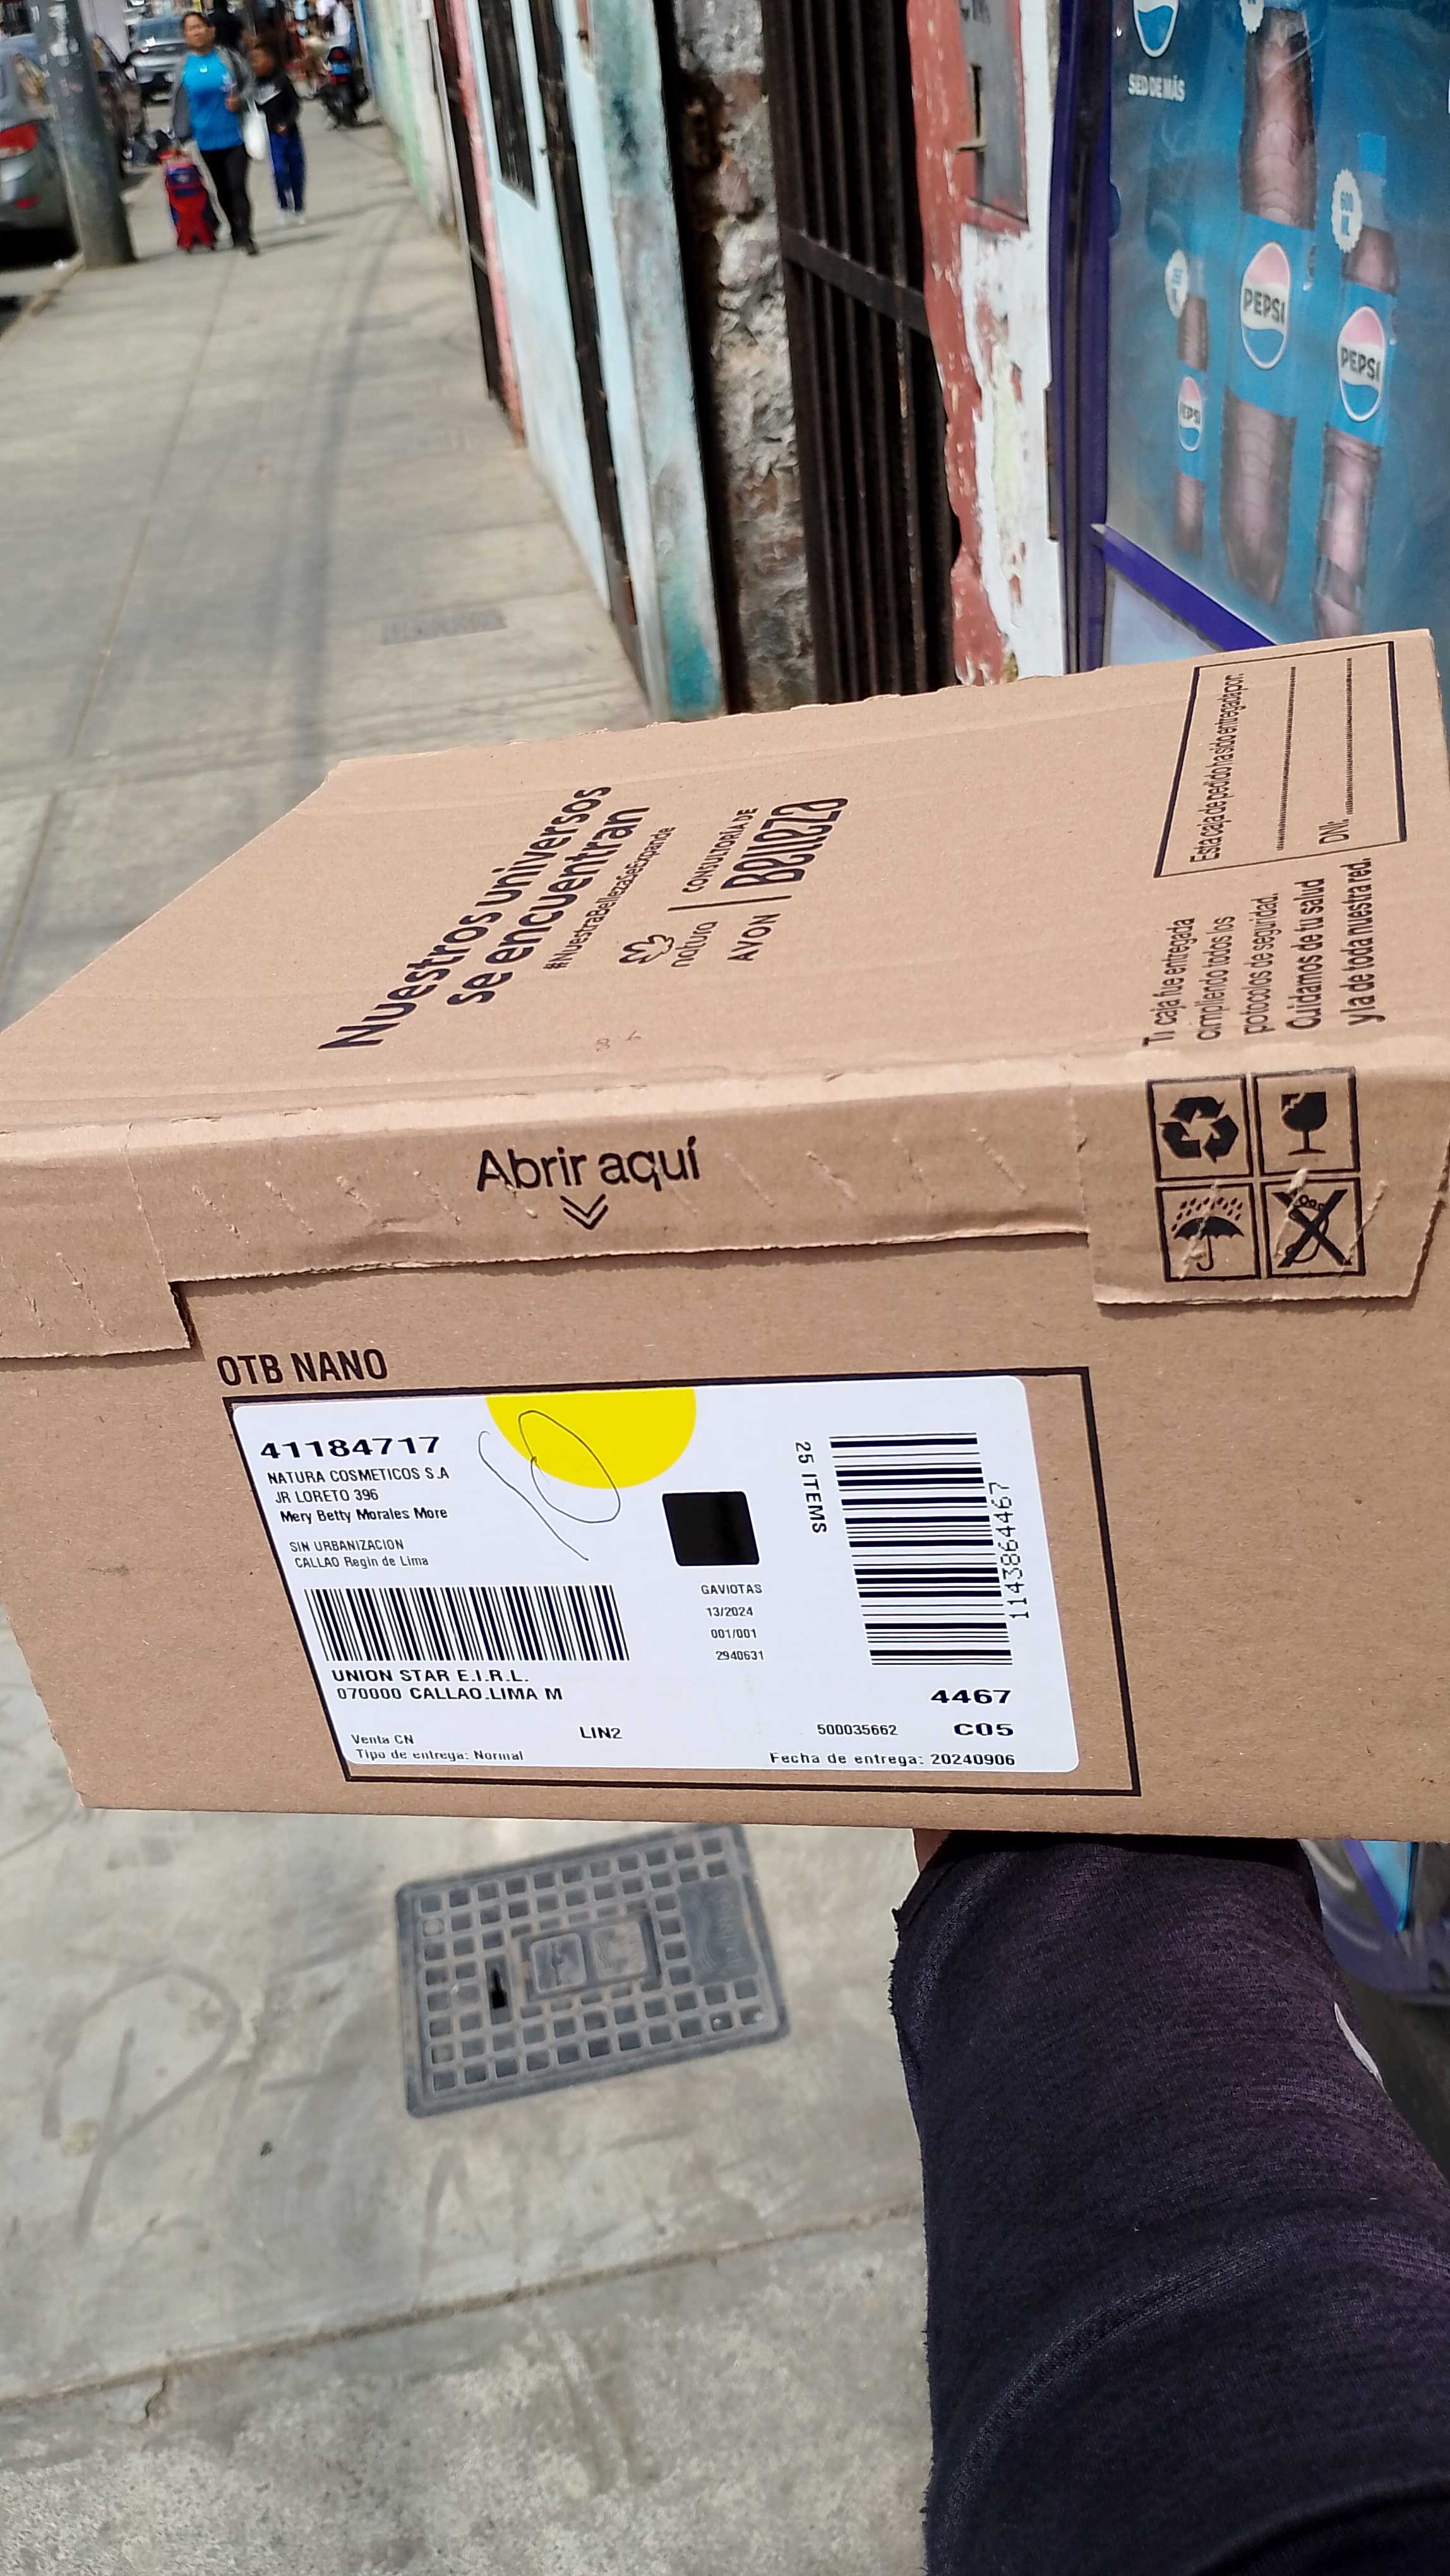 SED DE MÁS
600
PEPSI
PEPSI
PEPSI
Nuestros universos
se encuentran
#NuestraBellezaSeExpande
natura
AVON
CONSULTORÍA DE
Belleza
Esta caja de pedido ha sido entregada por:
DNI:
Tu caja fue entregada
cumpliendo todos los
potocolos de seguridad.
Cuidamos de tu salud
y la de toda nuestra red.
Abrir aquí
OTB NANO
41184717
NATURA COSMETICOS S.A
JR LORETO 396
Mery Betty Morales More
SIN URBANIZACION
CALLAO Regin de Lima
UNION STAR E.I.R.L.
070000 CALLAO.LIMA M
Venta CN
LIN2
Tipo de entrega: Normal
GAVIOTAS
13/2024
001/001
2940631
25 ITEMS
1143864467
4467
500035662
C05
Fecha de entrega: 20240906